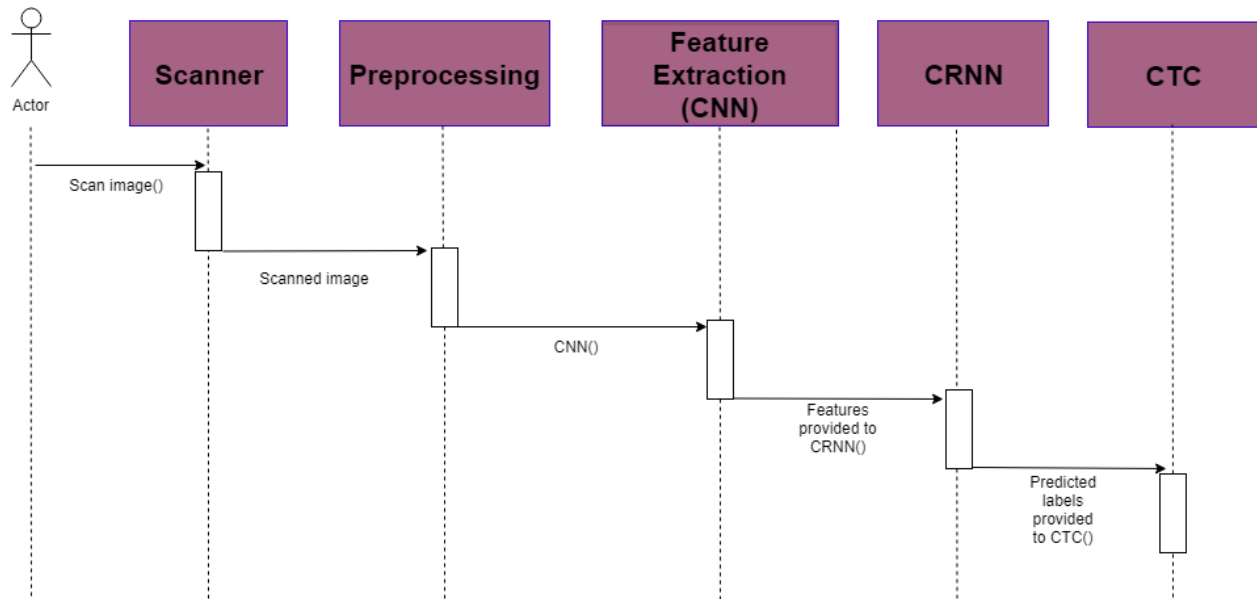 Actor
Scanner
Preprocessing
Feature
Extraction
(CNN)
CRNN
CTC
Scan image()
Scanned image
CNN()
Features
provided to
CRNN()
Predicted
labels
provided
to CTC()